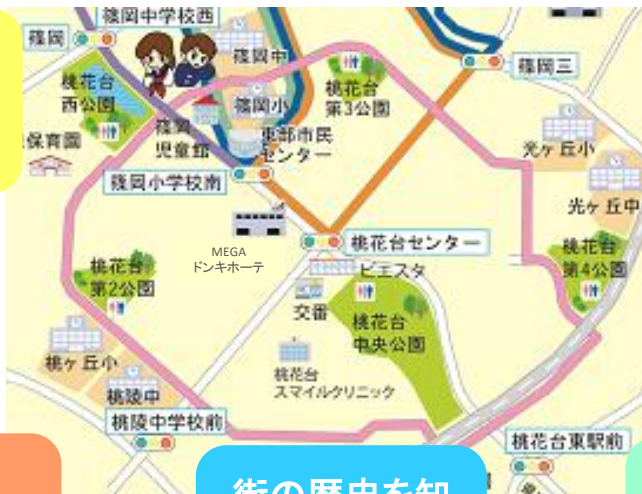 篠岡中学校西
篠岡
桃花台
西公園
保育園
篠岡中
篠岡小
篠岡
児童館
東部市民
センター
桃花台
第3公園
篠岡三
光ヶ丘小
光ヶ丘中
篠岡小学校南
MEGA
ドンキホーテ
桃花台センター
ピエスタ
交番
桃花台
中央公園
桃花台
第4公園
桃花台
第2公園
桃ヶ丘小
桃陵中
桃陵中学校前
桃花台
スマイルクリニック
桃花台東駅前
街の歴史を知